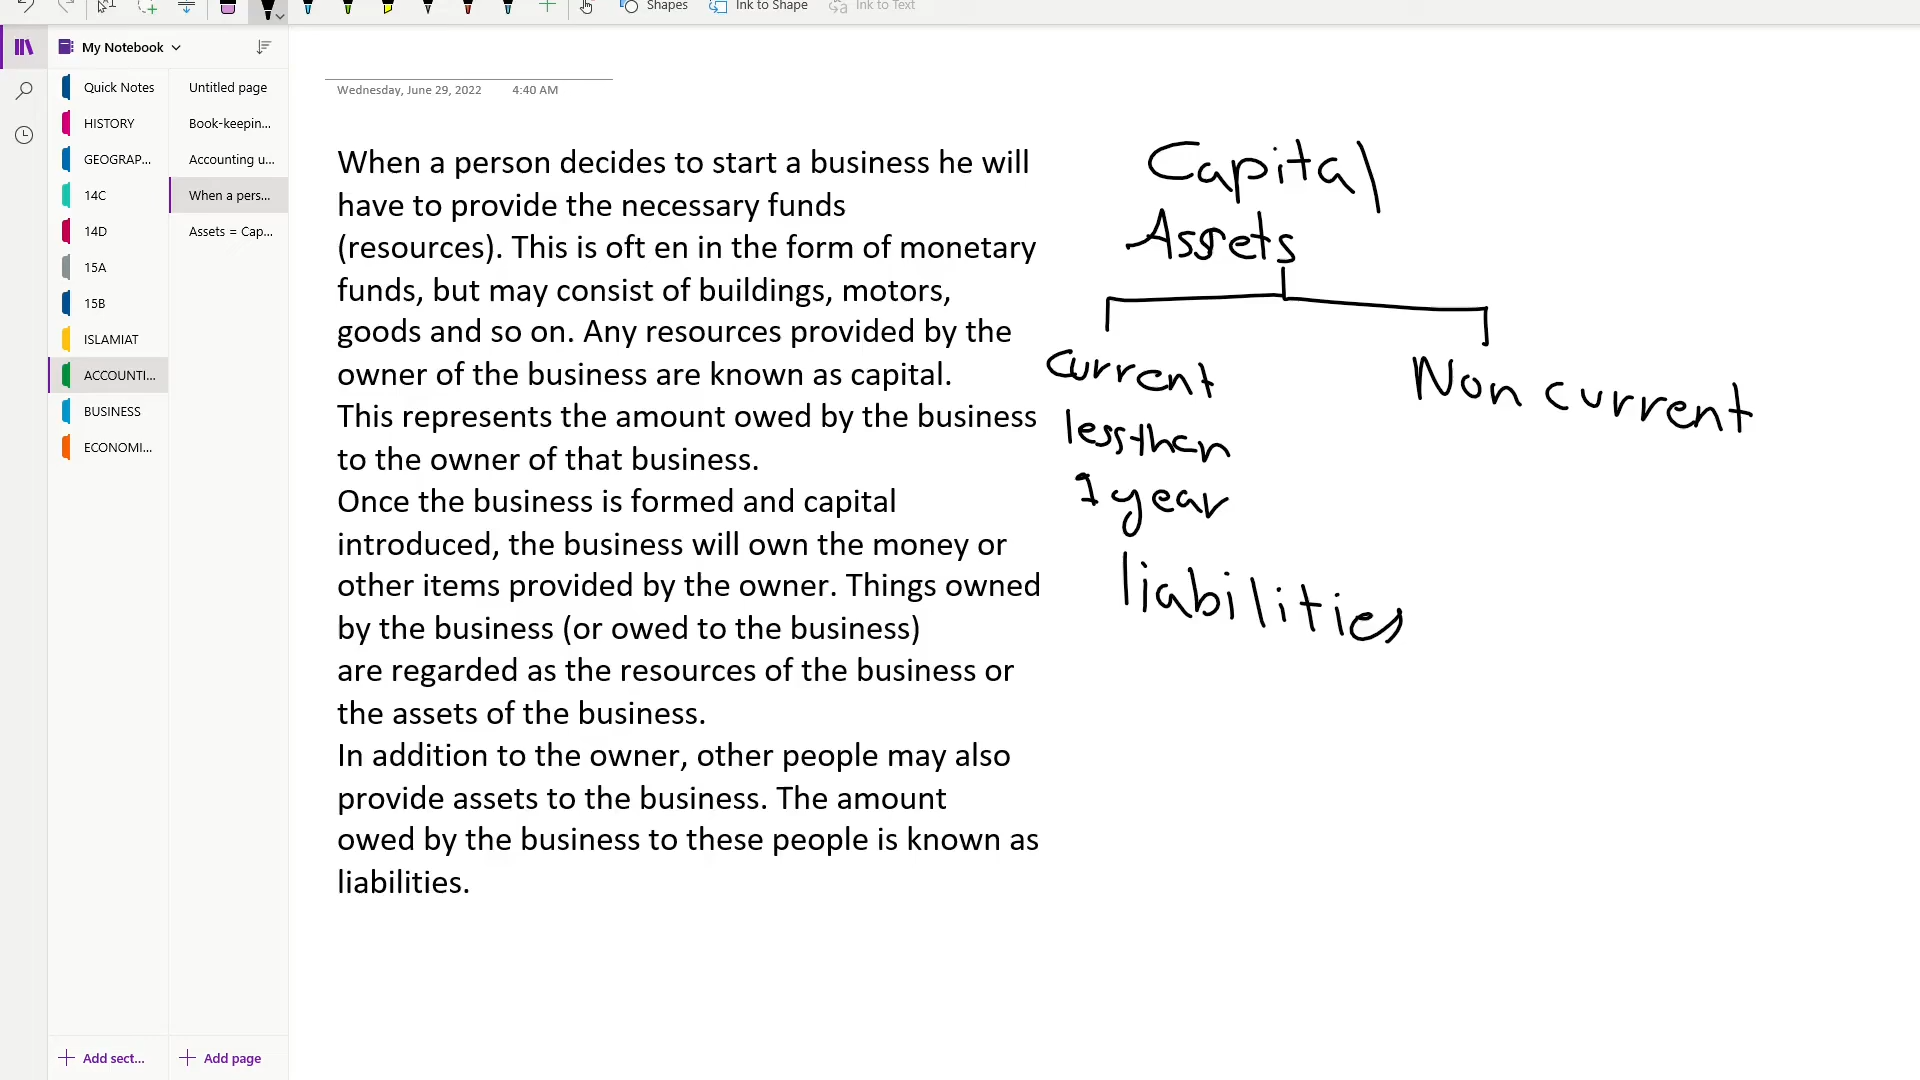 Shapes
Ink to Shape
Ink to Text
My Notebook
Quick Notes
HISTORY
GEOGRAP...
14C
14D
15A
15B
ISLAMIAT
ACCOUNTI...
BUSINESS
ECONOMI...
Add sect...
Untitled page
Book-keepin...
Accounting u...
When a pers...
Assets = Cap...
Add page
Wednesday, June 29, 2022 4:40 AM
When a person decides to start a business he will
have to provide the necessary funds
(resources). This is oft en in the form of monetary
funds, but may consist of buildings, motors,
goods and so on. Any resources provided by the
owner of the business are known as capital.
This represents the amount owed by the business
to the owner of that business.
Once the business is formed and capital
introduced, the business will own the money or
other items provided by the owner. Things owned
by the business (or owed to the business)
are regarded as the resources of the business or
the assets of the business.
In addition to the owner, other people may also
provide assets to the business. The amount
owed by the business to these people is known as
liabilities.
Capital
Assets
current
less than
1 year
Non current
liabilities